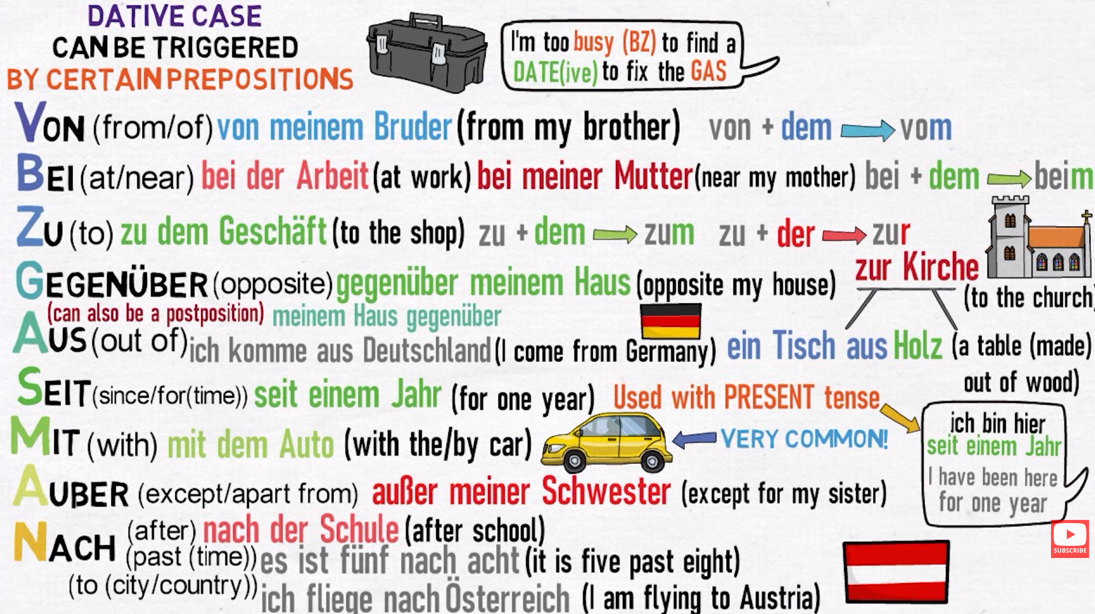 DATIVE CASE
CAN BE TRIGGERED
BY CERTAIN PREPOSITIONS
I'm too busy (BZ) to find a
DATE(ive) to fix the GAS
VON (from/of) von meinem Bruder (from my brother) von + dem vom
BEI (at/near) bei der Arbeit (at work) bei meiner Mutter (near my mother) bei + dem beim
ZU (to) zu dem Geschäft (to the shop) zu + dem zum zu + der zur
zur Kirche
(to the church)
GEGENÜBER (opposite) gegenüber meinem Haus (opposite my house)
(can also be a postposition) meinem Haus gegenüber
AUS (out of) ich komme aus Deutschland (I come from Germany) ein Tisch aus Holz (a table (made)
out of wood)
SEIT (since/for(time)) seit einem Jahr (for one year) Used with PRESENT tense
ich bin hier
seit einem Jahr
I have been here
for one year
MIT (with) mit dem Auto (with the/by car) VERY COMMON!
AUBER (except/apart from) außer meiner Schwester (except for my sister)
NACH (after) nach der Schule (after school)
(past (time)) es ist fünf nach acht (it is five past eight)
(to (city/country)) ich fliege nach Österreich (I am flying to Austria)
SUBSCRIBE